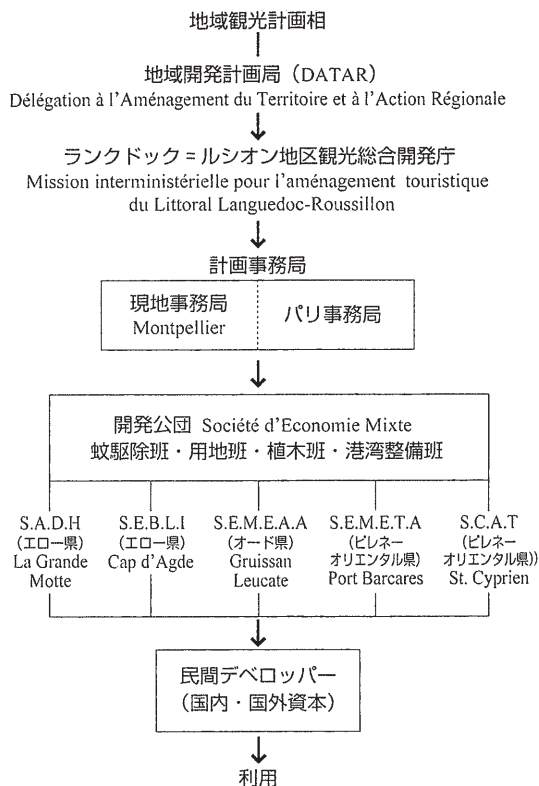 地域観光計画相
地域開発計画局（DATAR）
Délégation à l'Aménagement du Territoire et à l'Action Régionale
ランクドック＝ルシオン地区観光総合開発庁
Mission interministérielle pour l'aménagement touristique
du Littoral Languedoc-Roussillon
計画事務局
現地事務局
Montpellier
パリ事務局
開発公団 Société d'Economie Mixte
蚊駆除班・用地班・植木班・港湾整備班
S.A.D.H
（エロー県）
La Grande
Motte
S.E.B.L.I
（エロー県）
Cap d'Agde
S.E.M.E.A.A
（オード県）
Gruissan
Leucate
S.E.M.E.T.A
（ピレネー
オリエンタル県）
Port Barcares
S.C.A.T
（ピレネー
オリエンタル県））
St. Cyprien
民間デベロッパー
（国内・国外資本）
利用